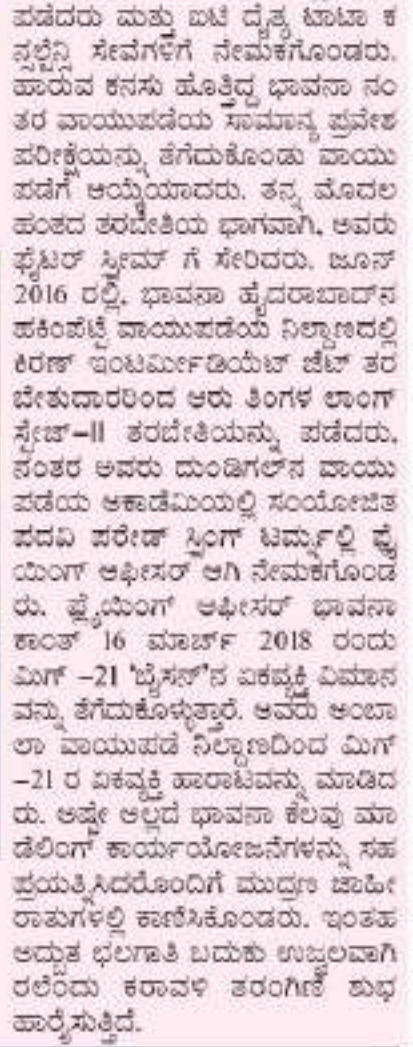 ಪಡೆದರು ಮತ್ತು ಐಟಿ ದೈತ್ಯ ಟಾಟಾ ಕ
ನ್ಸಲ್ಟೆನ್ಸಿ ಸೇವೆಗಳಿಗೆ ನೇಮಕಗೊಂಡರು.
ಹಾರುವ ಕನಸು ಹೊತ್ತಿದ್ದ ಭಾವನಾ ನಂ
ತರ ವಾಯುಪಡೆಯ ಸಾಮಾನ್ಯ ಪ್ರವೇಶ
ಪರೀಕ್ಷೆಯನ್ನು ತೆಗೆದುಕೊಂಡು ವಾಯು
ಪಡೆಗೆ ಆಯ್ಕೆಯಾದರು. ತನ್ನ ಮೊದಲ
ಹಂತದ ತರಬೇತಿಯ ಭಾಗವಾಗಿ, ಅವರು
ಫೈಟರ್ ಸ್ಟ್ರೀಮ್ ಗೆ ಸೇರಿದರು. ಜೂನ್
2016 ರಲ್ಲಿ, ಭಾವನಾ ಹೈದರಾಬಾದ್‌ನ
ಹಕಿಂಪೆಟ್ಟೆ ವಾಯುಪಡೆಯ ನಿಲ್ದಾಣದಲ್ಲಿ
ಕಿರಣ್ ಇಂಟರ್ಮೀಡಿಯೆಟ್ ಜೆಟ್ ತರ
ಬೇತುದಾರರಿಂದ ಆರು ತಿಂಗಳ ಲಾಂಗ್
ಸ್ಟೇಜ್–II ತರಬೇತಿಯನ್ನು ಪಡೆದರು,
ನಂತರ ಅವರು ದುಂಡಿಗಲ್‌ನ ವಾಯು
ಪಡೆಯ ಅಕಾಡೆಮಿಯಲ್ಲಿ ಸಂಯೋಜಿತ
ಪದವಿ ಪರೇಡ್ ಸ್ಪ್ರಿಂಗ್ ಟರ್ಮ್ನಲ್ಲಿ ಫ್ಲೈ
ಯಿಂಗ್ ಆಫೀಸರ್ ಆಗಿ ನೇಮಕಗೊಂಡ
ರು. ಫ್ಲೈಯಿಂಗ್ ಆಫೀಸರ್ ಭಾವನಾ
ಕಾಂತ್ 16 ಮಾರ್ಚ್ 2018 ರಂದು
ಮಿಗ್ –21 'ಬೈಸನ್'ನ ಏಕವ್ಯಕ್ತಿ ವಿಮಾನ
ವನ್ನು ತೆಗೆದುಕೊಳ್ಳುತ್ತಾರೆ. ಅವರು ಅಂಬಾ
ಲಾ ವಾಯುಪಡೆ ನಿಲ್ದಾಣದಿಂದ ಮಿಗ್
–21 ರ ಏಕವ್ಯಕ್ತಿ ಹಾರಾಟವನ್ನು ಮಾಡಿದ
ರು. ಅಷ್ಟೇ ಅಲ್ಲದೆ ಭಾವನಾ ಕೆಲವು ಮಾ
ಡೆಲಿಂಗ್ ಕಾರ್ಯಯೋಜನೆಗಳನ್ನು ಸಹ
ಪ್ರಯತ್ನಿಸಿದರೊಂದಿಗೆ ಮುದ್ರಣ ಜಾಹೀ
ರಾತುಗಳಲ್ಲಿ ಕಾಣಿಸಿಕೊಂಡರು. ಇಂತಹ
ಅದ್ಭುತ ಛಲಗಾತಿ ಬದುಕು ಉಜ್ವಲವಾಗಿ
ರಲೆಂದು ಕರಾವಳಿ ತರಂಗಿಣಿ ಶುಭ
ಹಾರೈಸುತ್ತಿದೆ.